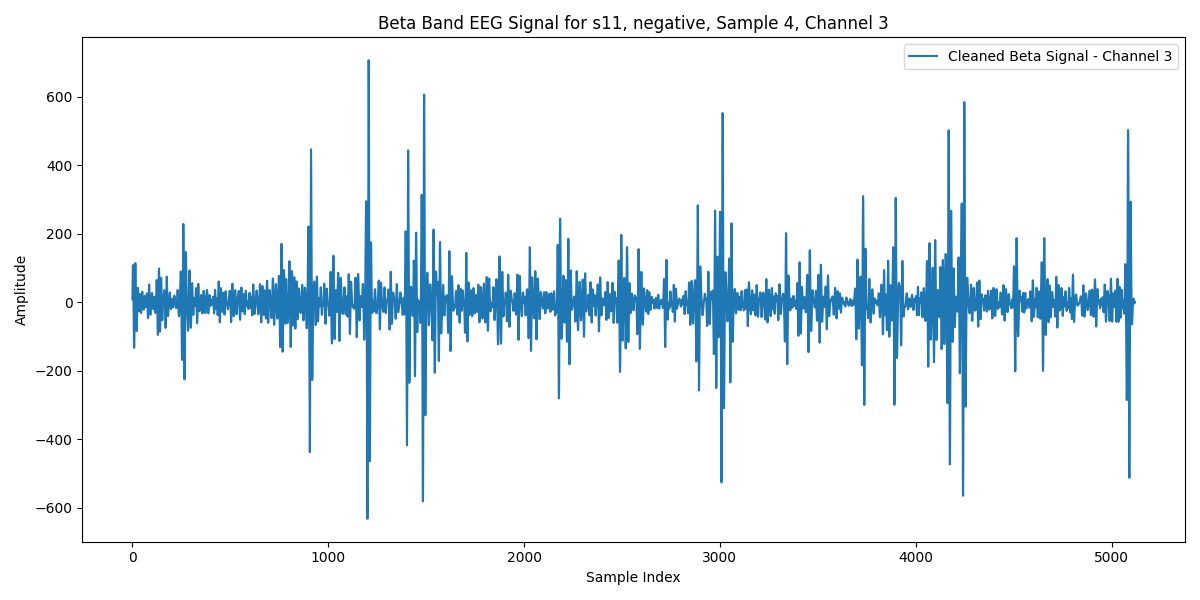 Beta Band EEG Signal for s11, negative, Sample 4, Channel 3
Cleaned Beta Signal - Channel 3
Amplitude
600
400
200
0
−200
−400
−600
0 1000 2000 3000 4000 5000
Sample Index